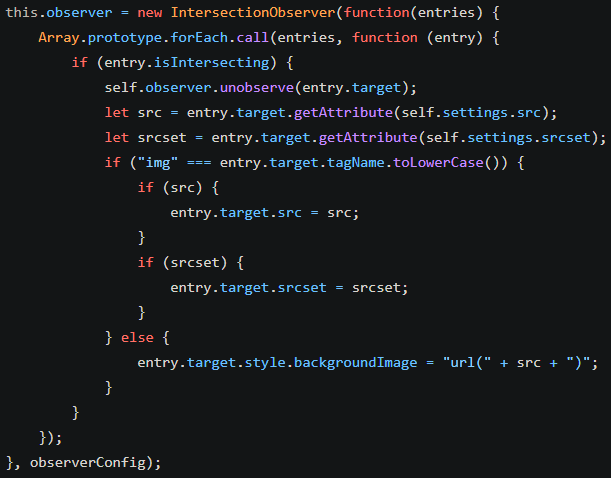 this.observer = new IntersectionObserver(function(entries) {
    Array.prototype.forEach.call(entries, function (entry) {
        if (entry.isIntersecting) {
            self.observer.unobserve(entry.target);
            let src = entry.target.getAttribute(self.settings.src);
            let srcset = entry.target.getAttribute(self.settings.srcset);
            if ("img" === entry.target.tagName.toLowerCase()) {
                if (src) {
                    entry.target.src = src;
                }
                if (srcset) {
                    entry.target.srcset = srcset;
                }
            } else {
                entry.target.style.backgroundImage = "url(" + src + ")";
            }
        }
    });
}, observerConfig);